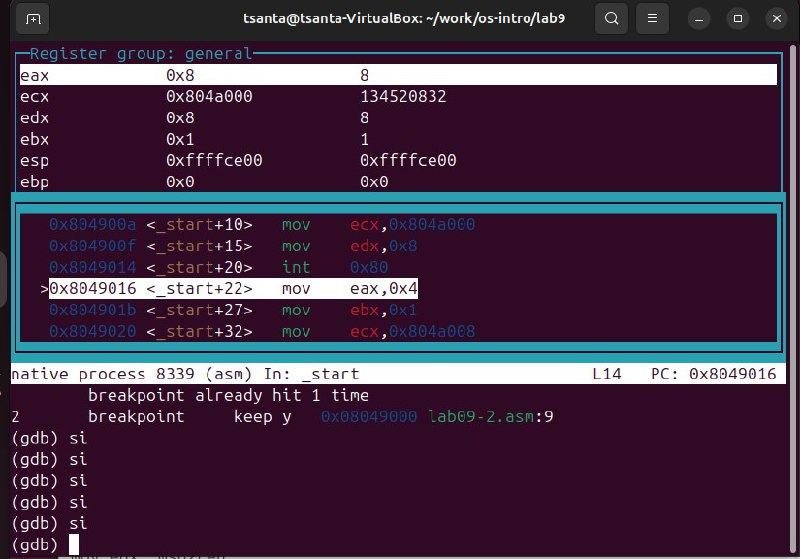 tsanta@tsanta-VirtualBox: ~/work/os-intro/lab9
Register group: general
eax 0x8 8
ecx 0x804a000 134520832
edx 0x8 8
ebx 0x1 1
esp 0xffffce00 0xffffce00
ebp 0x0 0x0
0x804900a <_start+10> mov ecx,0x804a000
0x804900f <_start+15> mov edx,0x8
0x8049014 <_start+20> int 0x80
>0x8049016 <_start+22> mov eax,0x4
0x804901b <_start+27> mov ebx,0x1
0x8049020 <_start+32> mov ecx,0x804a008
native process 8339 (asm) In: _start L14 PC: 0x8049016
breakpoint already hit 1 time
2 breakpoint keep y 0x08049000 lab09-2.asm:9
(gdb) si
(gdb) si
(gdb) si
(gdb) si
(gdb) si
(gdb)